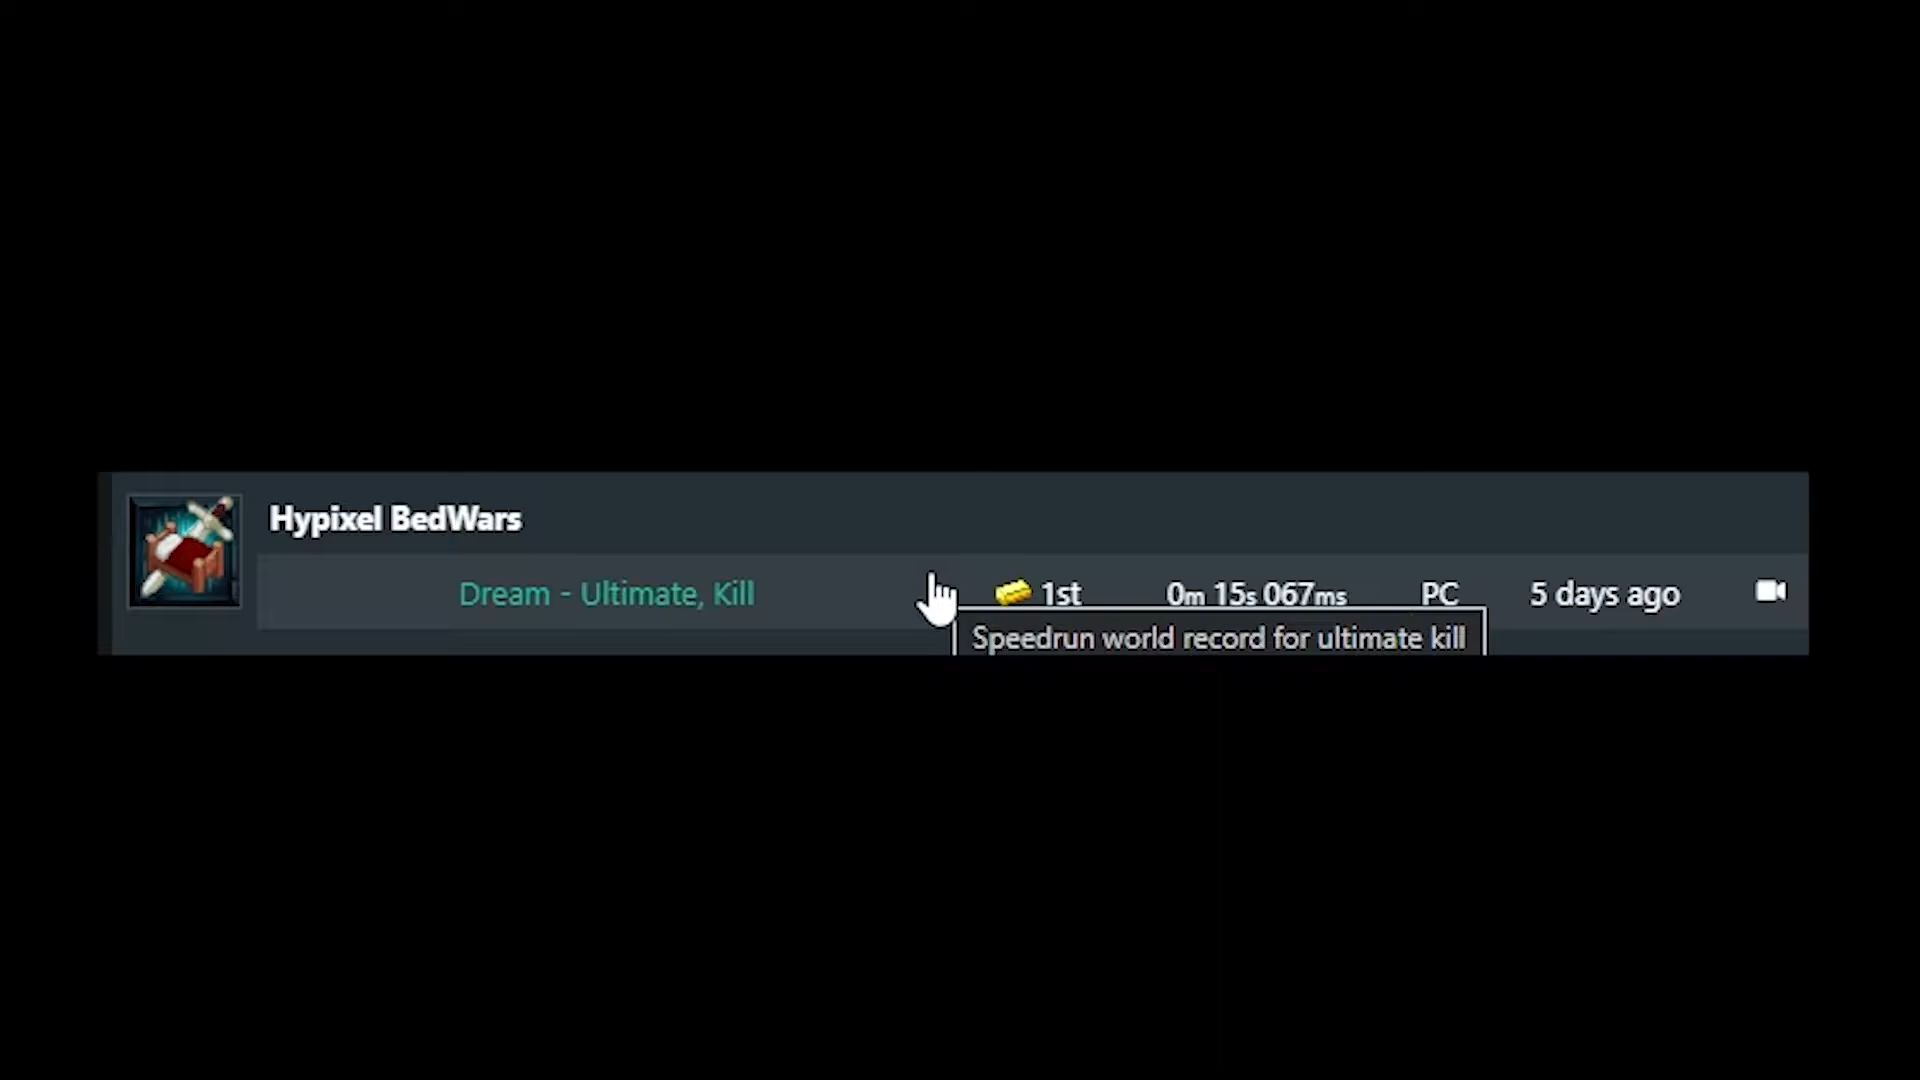 Hypixel BedWars
Dream - Ultimate, Kill 1st 0m 15s 067ms PC 5 days ago
Speedrun world record for ultimate kill